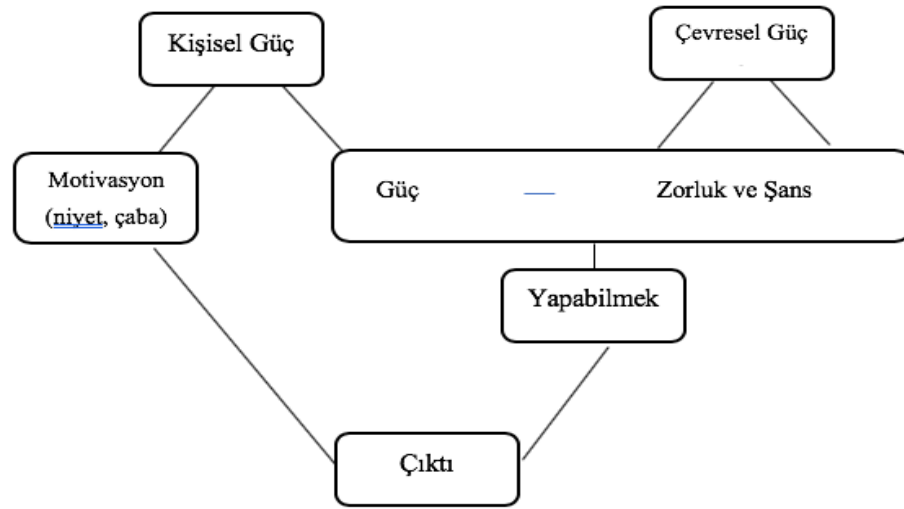 Kişisel Güç
Çevresel Güç
Motivasyon
(niyet, çaba)
Güç — Zorluk ve Şans
Yapabilmek
Çıktı